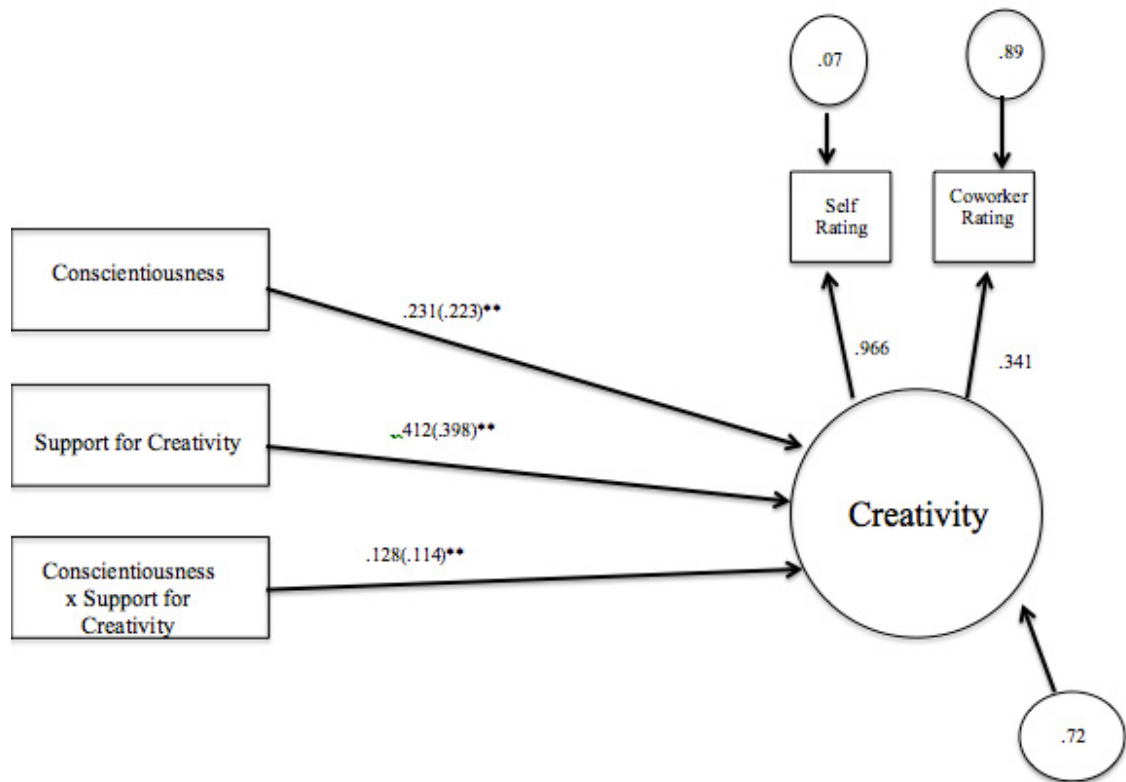 .07
.89
Self
Rating
Coworker
Rating
Conscientiousness
.231(.223)**
.966
.341
Support for Creativity
.412(.398)**
Creativity
.128(.114)**
Conscientiousness
x Support for
Creativity
.72